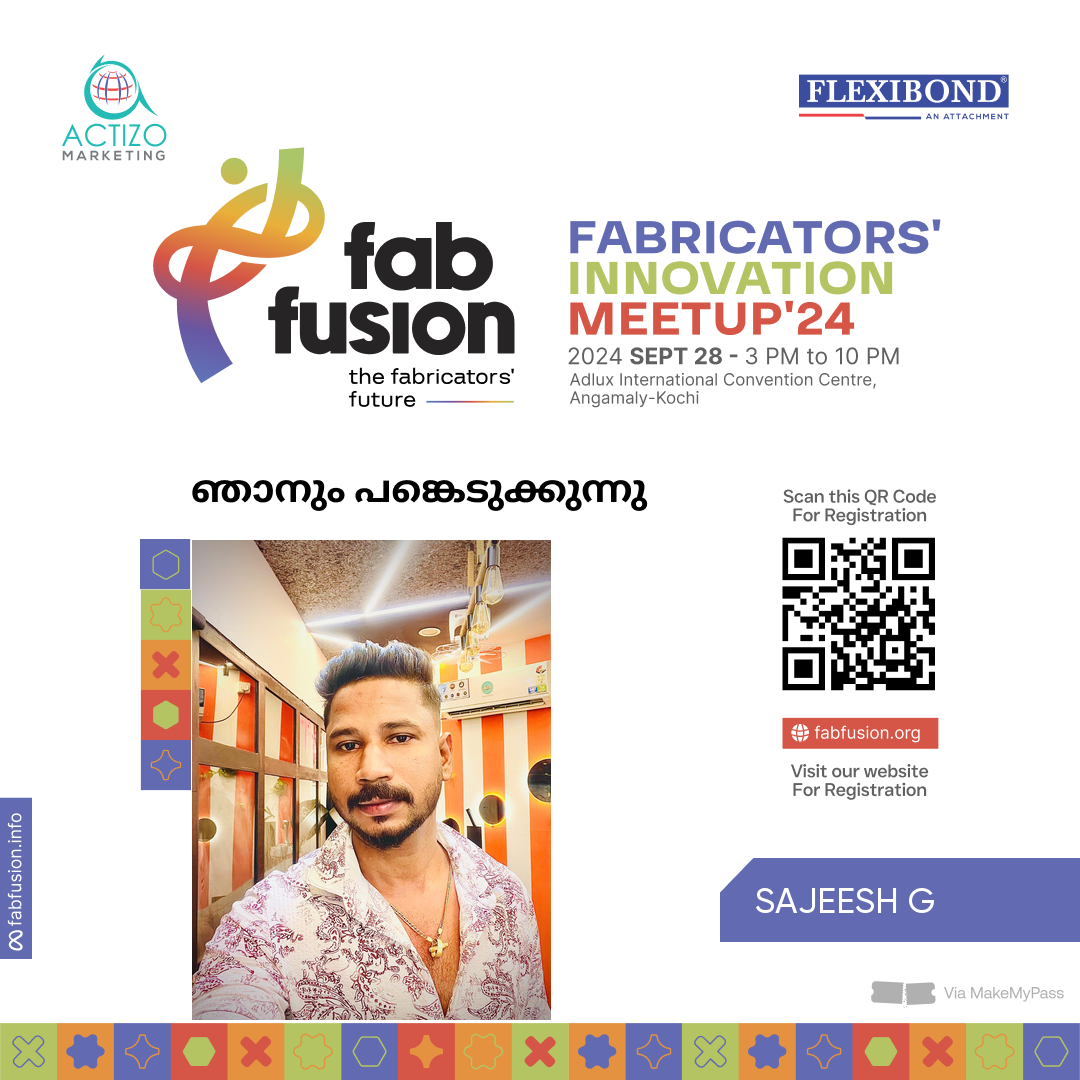 ACTIZO
MARKETING
FLEXIBOND®
AN ATTACHMENT
fab
fusion
the fabricators'
future
FABRICATORS'
INNOVATION
MEETUP'24
2024 SEPT 28 - 3 PM to 10 PM
Adlux International Convention Centre,
Angamaly-Kochi
ഞാനും പങ്കെടുക്കുന്നു
Scan this QR Code
For Registration
fabfusion.org
Visit our website
For Registration
fabfusion.info
SAJEESH G
Via MakeMyPass